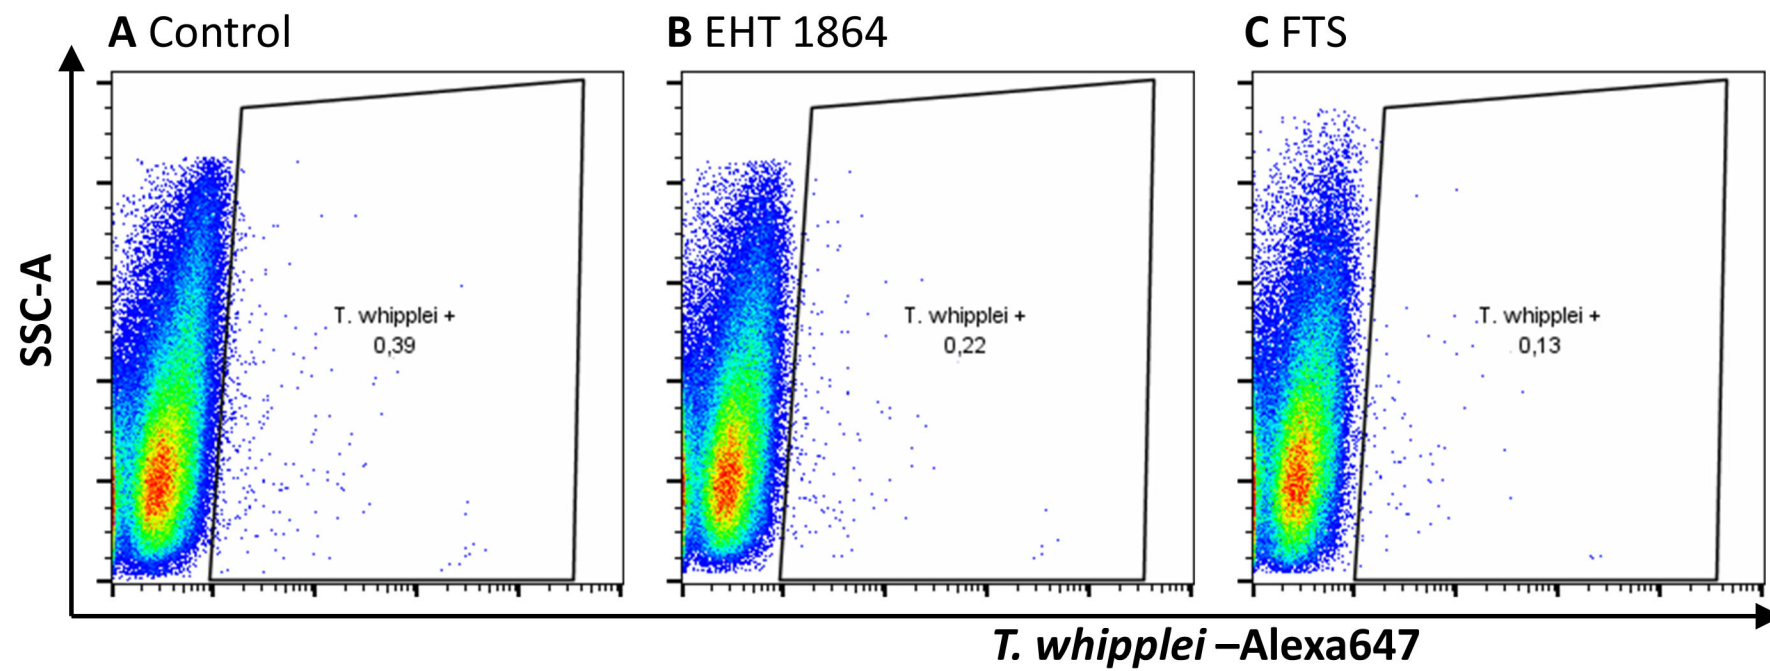 A Control
B EHT 1864
C FTS
SSC-A
T. whipplei +
0,39
T. whipplei +
0,22
T. whipplei +
0,13
T. whipplei –Alexa647